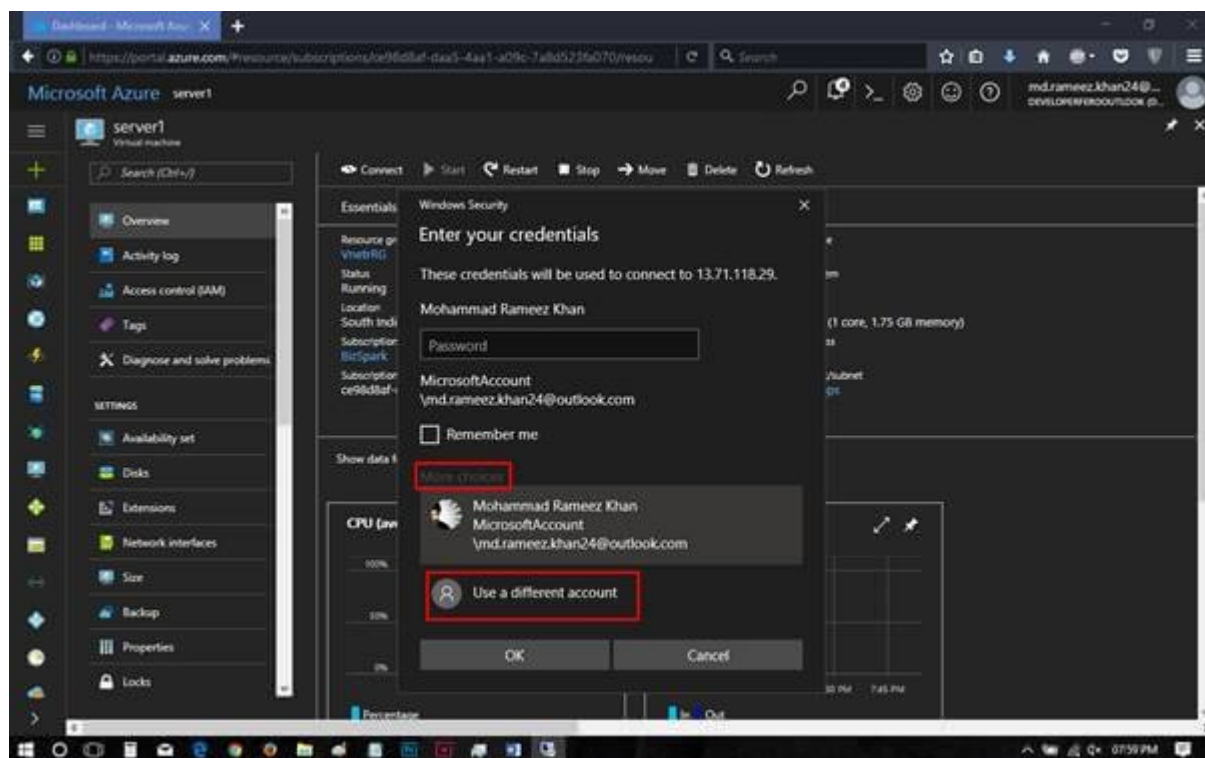 Dashboard - Microsoft Azu
Search
Microsoft Azure server1
md.rameez.khan24@...
server1
Virtual machine
Search (Ctrl+/)
Connect Start Restart Stop Move Delete Refresh
Overview
Activity log
Access control (IAM)
Tags
Diagnose and solve problems
SETTINGS
Availability set
Disks
Extensions
Network interfaces
Size
Backup
Properties
Locks
Essentials
Resource gr
VnetrRG
Status
Running
Location
South Indi
Subscription
BizSpark
Subscription
ce98d8af-
(1 core, 1.75 GB memory)
/subnet
Show data f
CPU (ave
100%
50%
0%
Percentage
In Out
7:45 PM
Windows Security
Enter your credentials
These credentials will be used to connect to 13.71.118.29.
Mohammad Rameez Khan
Password
MicrosoftAccount
\md.rameez.khan24@outlook.com
Remember me
More choices
Mohammad Rameez Khan
MicrosoftAccount
\md.rameez.khan24@outlook.com
Use a different account
OK Cancel
07:59 PM